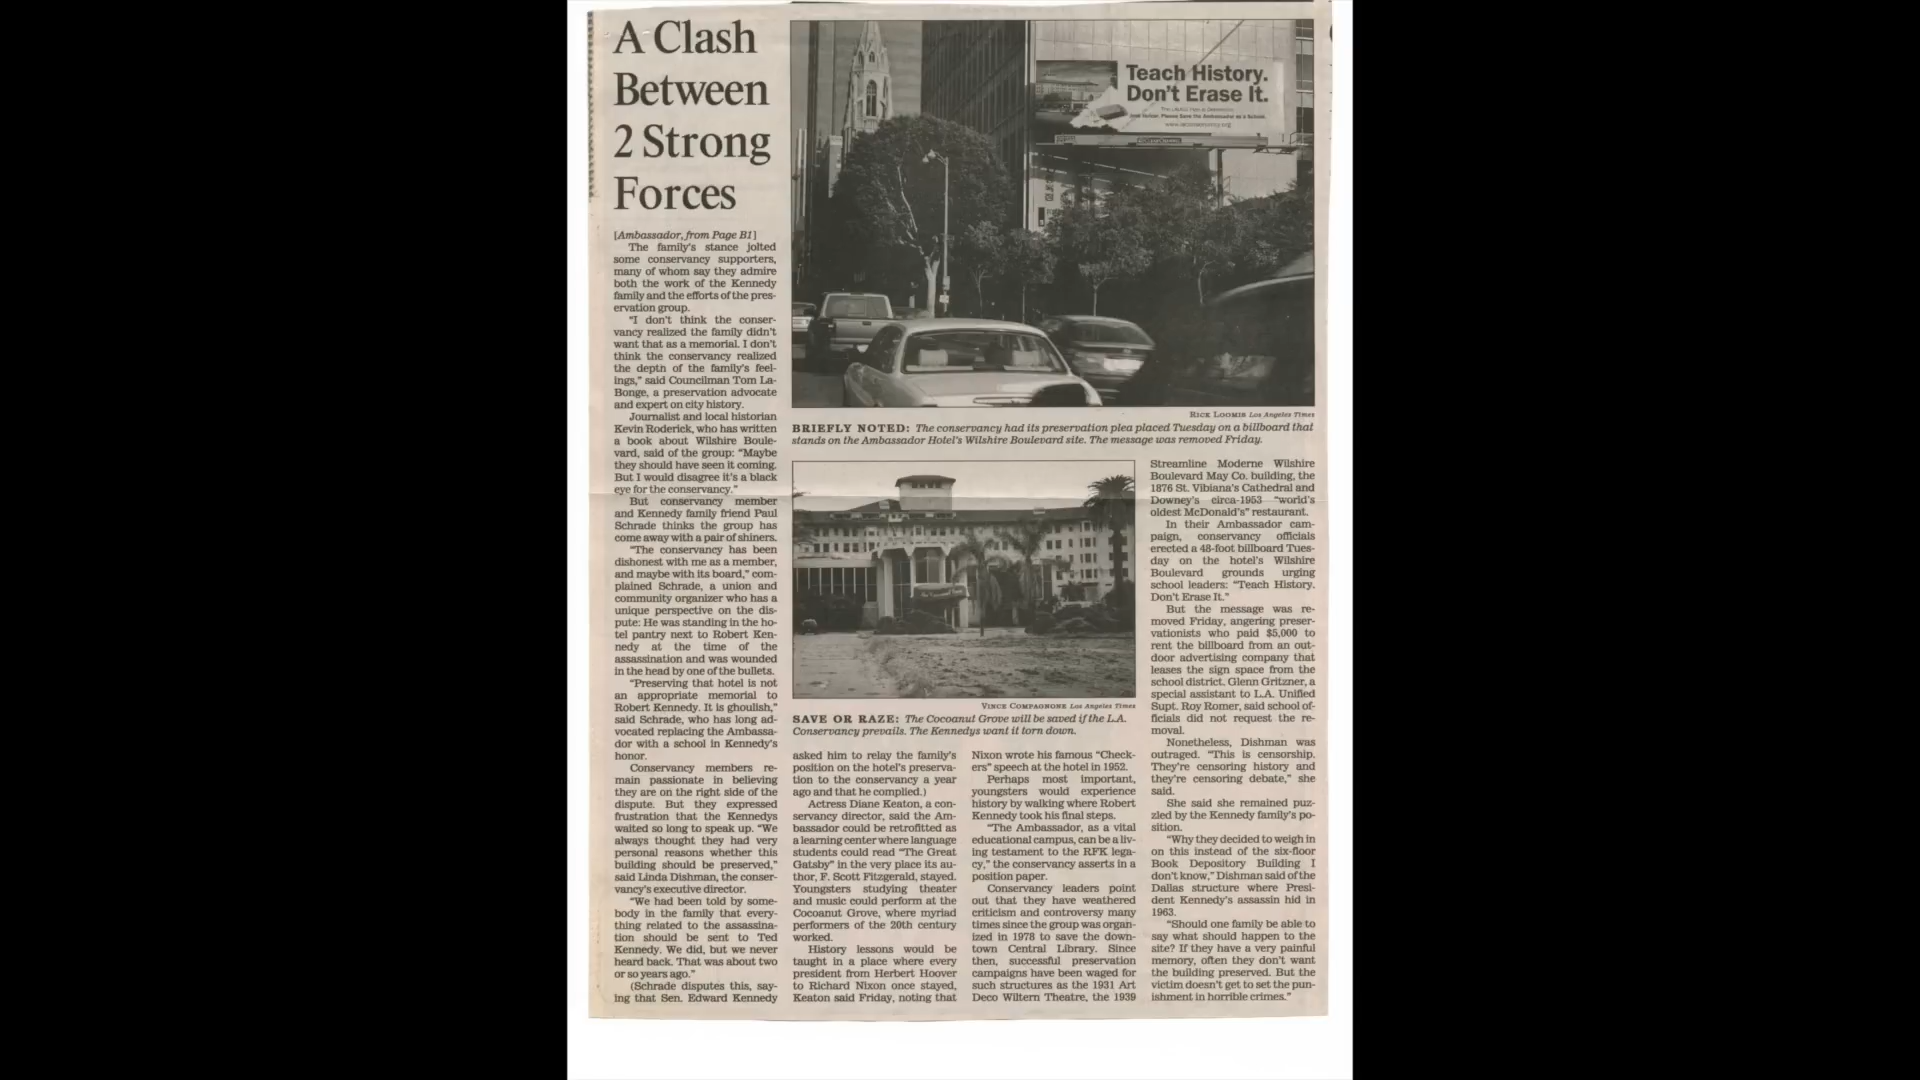 A Clash
Between
2 Strong
Forces
[Ambassador, from Page B1]
The family's stance jolted
some conservancy supporters,
many of whom say they admire
both the work of the Kennedy
family and the efforts of the pres-
ervation group.
"I don't think the conser-
vancy realized the family didn't
want that as a memorial. I don't
think the conservancy realized
the depth of the family's feel-
ings," said Councilman Tom La-
Bonge, a preservation advocate
and expert on city history.
Journalist and local historian
Kevin Roderick, who has written
a book about Wilshire Boule-
vard, said of the group: "Maybe
they should have seen it coming.
But I would disagree it's a black
eye for the conservancy."
But conservancy member
and Kennedy family friend Paul
Schrade thinks the group has
come away with a pair of shiners.
"The conservancy has been
dishonest with me as a member,
and maybe with its board," com-
plained Schrade, a union and
community organizer who has a
unique perspective on the dis-
pute: He was standing in the ho-
tel pantry next to Robert Ken-
nedy at the time of the
assassination and was wounded
in the head by one of the bullets.
"Preserving that hotel is not
an appropriate memorial to
Robert Kennedy. It is ghoulish,"
said Schrade, who has long ad-
vocated replacing the Ambassa-
dor with a school in Kennedy's
honor.
Conservancy members re-
main passionate in believing
they are on the right side of the
dispute. But they expressed
frustration that the Kennedys
waited so long to speak up. "We
always thought they had very
personal reasons whether this
building should be preserved,"
said Linda Dishman, the conser-
vancy's executive director.
"We had been told by some-
body in the family that every-
thing related to the assassina-
tion should be sent to Ted
Kennedy. We did, but we never
heard back. That was about two
or so years ago."
(Schrade disputes this, say-
ing that Sen. Edward Kennedy
Teach History.
Don't Erase It.
Please Save the Ambassador as a School.
RICK LOOMIS Los Angeles Times
BRIEFLY NOTED: The conservancy had its preservation plea placed Tuesday on a billboard that
stands on the Ambassador Hotel's Wilshire Boulevard site. The message was removed Friday.
VINCE COMPAGNONE Los Angeles Times
SAVE OR RAZE: The Cocoanut Grove will be saved if the L.A.
Conservancy prevails. The Kennedys want it torn down.
asked him to relay the family's
position on the hotel's preserva-
tion to the conservancy a year
ago and that he complied.)
Actress Diane Keaton, a con-
servancy director, said the Am-
bassador could be retrofitted as
a learning center where language
students could read "The Great
Gatsby" in the very place its au-
thor, F. Scott Fitzgerald, stayed.
Youngsters studying theater
and music could perform at the
Cocoanut Grove, where myriad
performers of the 20th century
worked.
History lessons would be
taught in a place where every
president from Herbert Hoover
to Richard Nixon once stayed,
Keaton said Friday, noting that
Nixon wrote his famous "Check-
ers" speech at the hotel in 1952.
Perhaps most important,
youngsters would experience
history by walking where Robert
Kennedy took his final steps.
"The Ambassador, as a vital
educational campus, can be a liv-
ing testament to the RFK lega-
cy," the conservancy asserts in a
position paper.
Conservancy leaders point
out that they have weathered
criticism and controversy many
times since the group was organ-
ized in 1978 to save the down-
town Central Library. Since
then, successful preservation
campaigns have been waged for
such structures as the 1931 Art
Deco Wiltern Theatre, the 1939
Streamline Moderne Wilshire
Boulevard May Co. building, the
1876 St. Vibiana's Cathedral and
Downey's circa-1953 "world's
oldest McDonald's" restaurant.
In their Ambassador cam-
paign, conservancy officials
erected a 48-foot billboard Tues-
day on the hotel's Wilshire
Boulevard grounds urging
school leaders: "Teach History.
Don't Erase It."
But the message was re-
moved Friday, angering preser-
vationists who paid $5,000 to
rent the billboard from an out-
door advertising company that
leases the sign space from the
school district. Glenn Gritzner, a
special assistant to L.A. Unified
Supt. Roy Romer, said school of-
ficials did not request the re-
moval.
Nonetheless, Dishman was
outraged. "This is censorship.
They're censoring history and
they're censoring debate," she
said.
She said she remained puz-
zled by the Kennedy family's po-
sition.
"Why they decided to weigh in
on this instead of the six-floor
Book Depository Building I
don't know," Dishman said of the
Dallas structure where Presi-
dent Kennedy's assassin hid in
1963.
"Should one family be able to
say what should happen to the
site? If they have a very painful
memory, often they don't want
the building preserved. But the
victim doesn't get to set the pun-
ishment in horrible crimes."